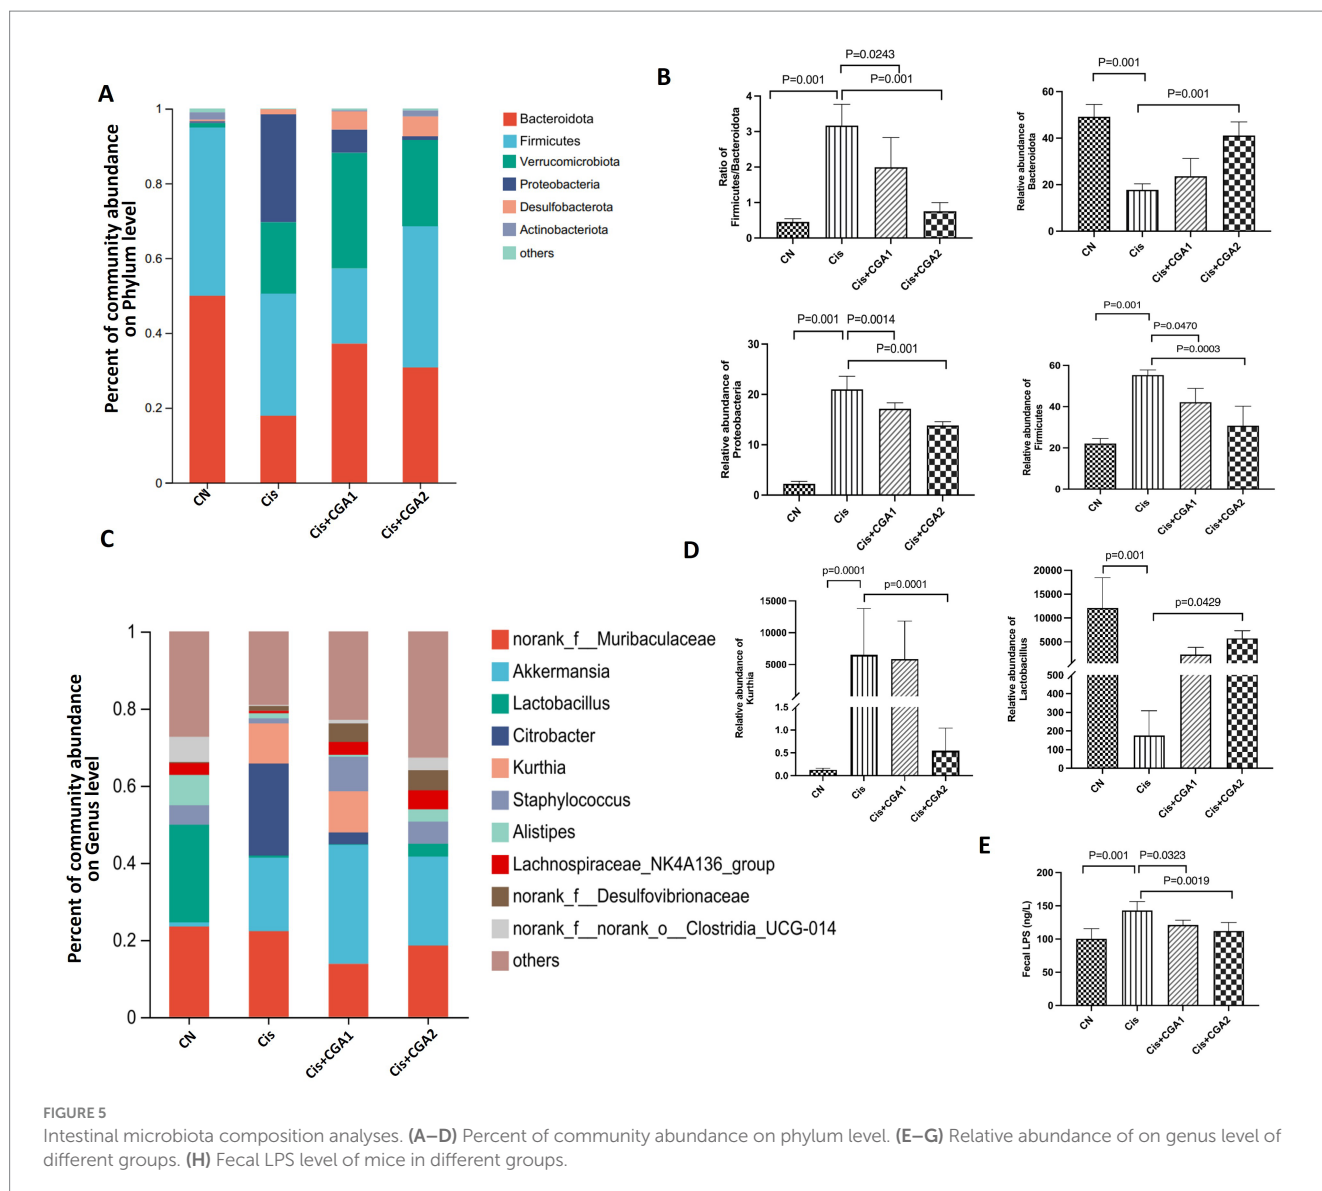 A
Percent of community abundance
on Phylum level
1
0.8
0.6
0.4
0.2
0
CN
Cis
Cis+CGA1
Cis+CGA2
Bacteroidota
Firmicutes
Verrucomicrobiota
Proteobacteria
Desulfobacterota
Actinobacteriota
others
B
P=0.0243
P=0.001
P=0.001
Ratio of
Firmicutes/Bacteroidota
4
3
2
1
0
CN
Cis
Cis+CGA1
Cis+CGA2
P=0.001
P=0.001
Relative abundance of
Bacteroidota
60
40
20
0
CN
Cis
Cis+CGA1
Cis+CGA2
P=0.001
P=0.0014
P=0.001
Relative abundance of
Proteobacteria
30
20
10
0
CN
Cis
Cis+CGA1
Cis+CGA2
P=0.001
P=0.0470
P=0.0003
Relative abundance of
Firmicutes
60
40
20
0
CN
Cis
Cis+CGA1
Cis+CGA2
C
Percent of community abundance
on Genus level
1
0.8
0.6
0.4
0.2
0
CN
Cis
Cis+CGA1
Cis+CGA2
norank_f__Muribaculaceae
Akkermansia
Lactobacillus
Citrobacter
Kurthia
Staphylococcus
Alistipes
Lachnospiraceae_NK4A136_group
norank_f__Desulfovibrionaceae
norank_f__norank_o__Clostridia_UCG-014
others
D
p=0.0001
p=0.0001
Relative abundance of
Kurthia
15000
10000
5000
1.5
1.0
0.5
0.0
CN
Cis
Cis+CGA1
Cis+CGA2
p=0.001
p=0.0429
Relative abundance of
Lactobacillus
20000
15000
10000
5000
500
400
300
200
100
0
CN
Cis
Cis+CGA1
Cis+CGA2
E
P=0.001
P=0.0323
P=0.0019
Fecal LPS (ng/L)
200
150
100
50
0
CN
Cis
Cis+CGA1
Cis+CGA2
FIGURE 5
Intestinal microbiota composition analyses. (A–D) Percent of community abundance on phylum level. (E–G) Relative abundance of on genus level of
different groups. (H) Fecal LPS level of mice in different groups.